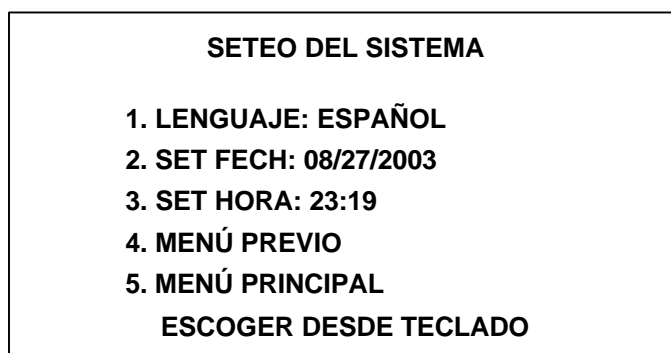 SETEO DEL SISTEMA
1. LENGUAJE: ESPAÑOL
2. SET FECH: 08/27/2003
3. SET HORA: 23:19
4. MENÚ PREVIO
5. MENÚ PRINCIPAL
ESCOGER DESDE TECLADO